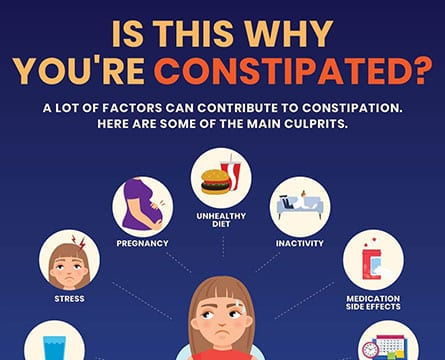 IS THIS WHY
YOU'RE CONSTIPATED?
A LOT OF FACTORS CAN CONTRIBUTE TO CONSTIPATION.
HERE ARE SOME OF THE MAIN CULPRITS.
UNHEALTHY
DIET
PREGNANCY
INACTIVITY
STRESS
MEDICATION
SIDE EFFECTS